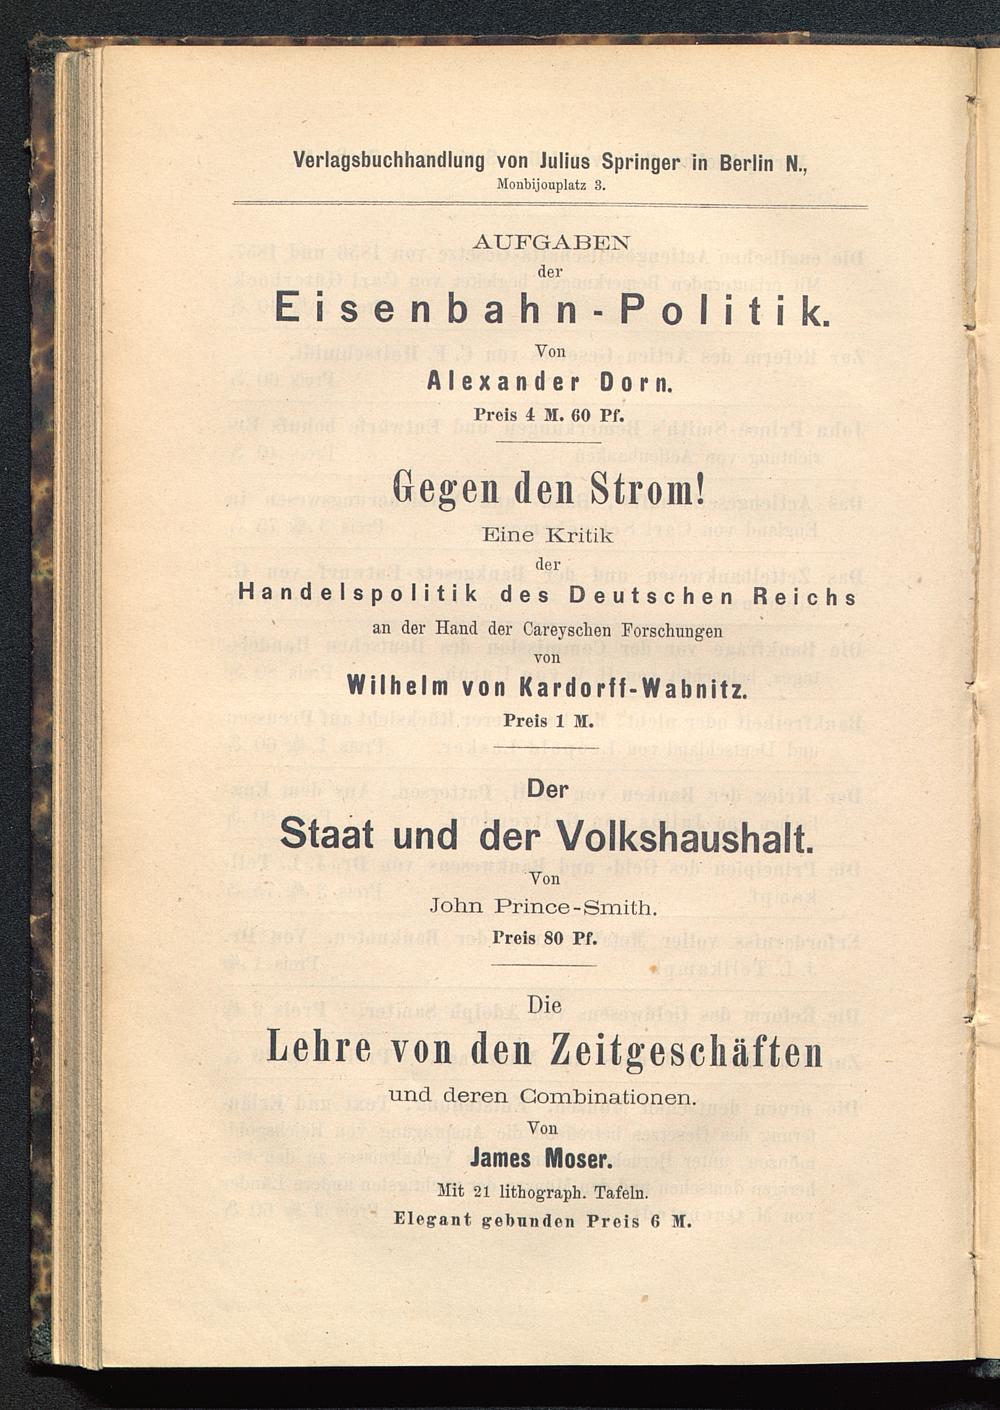 Verlagsbuchhandlung von Julius Springer in Berlin N.,
Monbijouplatz 3.
AUFGABEN
der
Eisenbahn-Politik.
Von
Alexander Dorn.
Preis 4 M. 60 Pf.
Gegen den Strom!
Eine Kritik
der
Handelspolitik des Deutschen Reichs
an der Hand der Careyschen Forschungen
von
Wilhelm von Kardorff-Wabnitz.
Preis 1 M.
Der
Staat und der Volkshaushalt.
Von
John Prince-Smith.
Preis 80 Pf.
Die
Lehre von den Zeitgeschäften
und deren Combinationen.
Von
James Moser.
Mit 21 lithograph. Tafeln.
Elegant gebunden Preis 6 M.